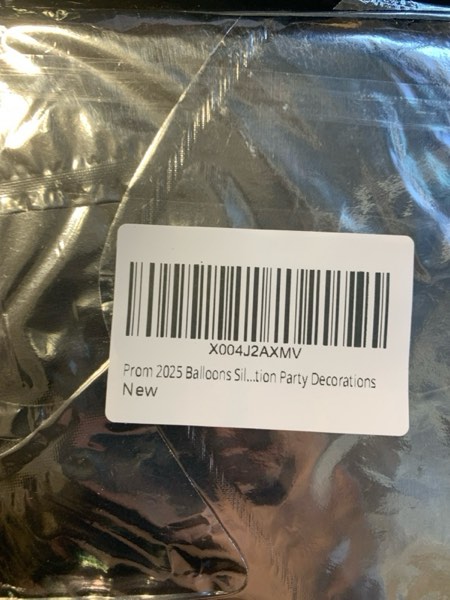 X004J2AXMV
Prom 2025 Balloons Sil...tion Party Decorations
New